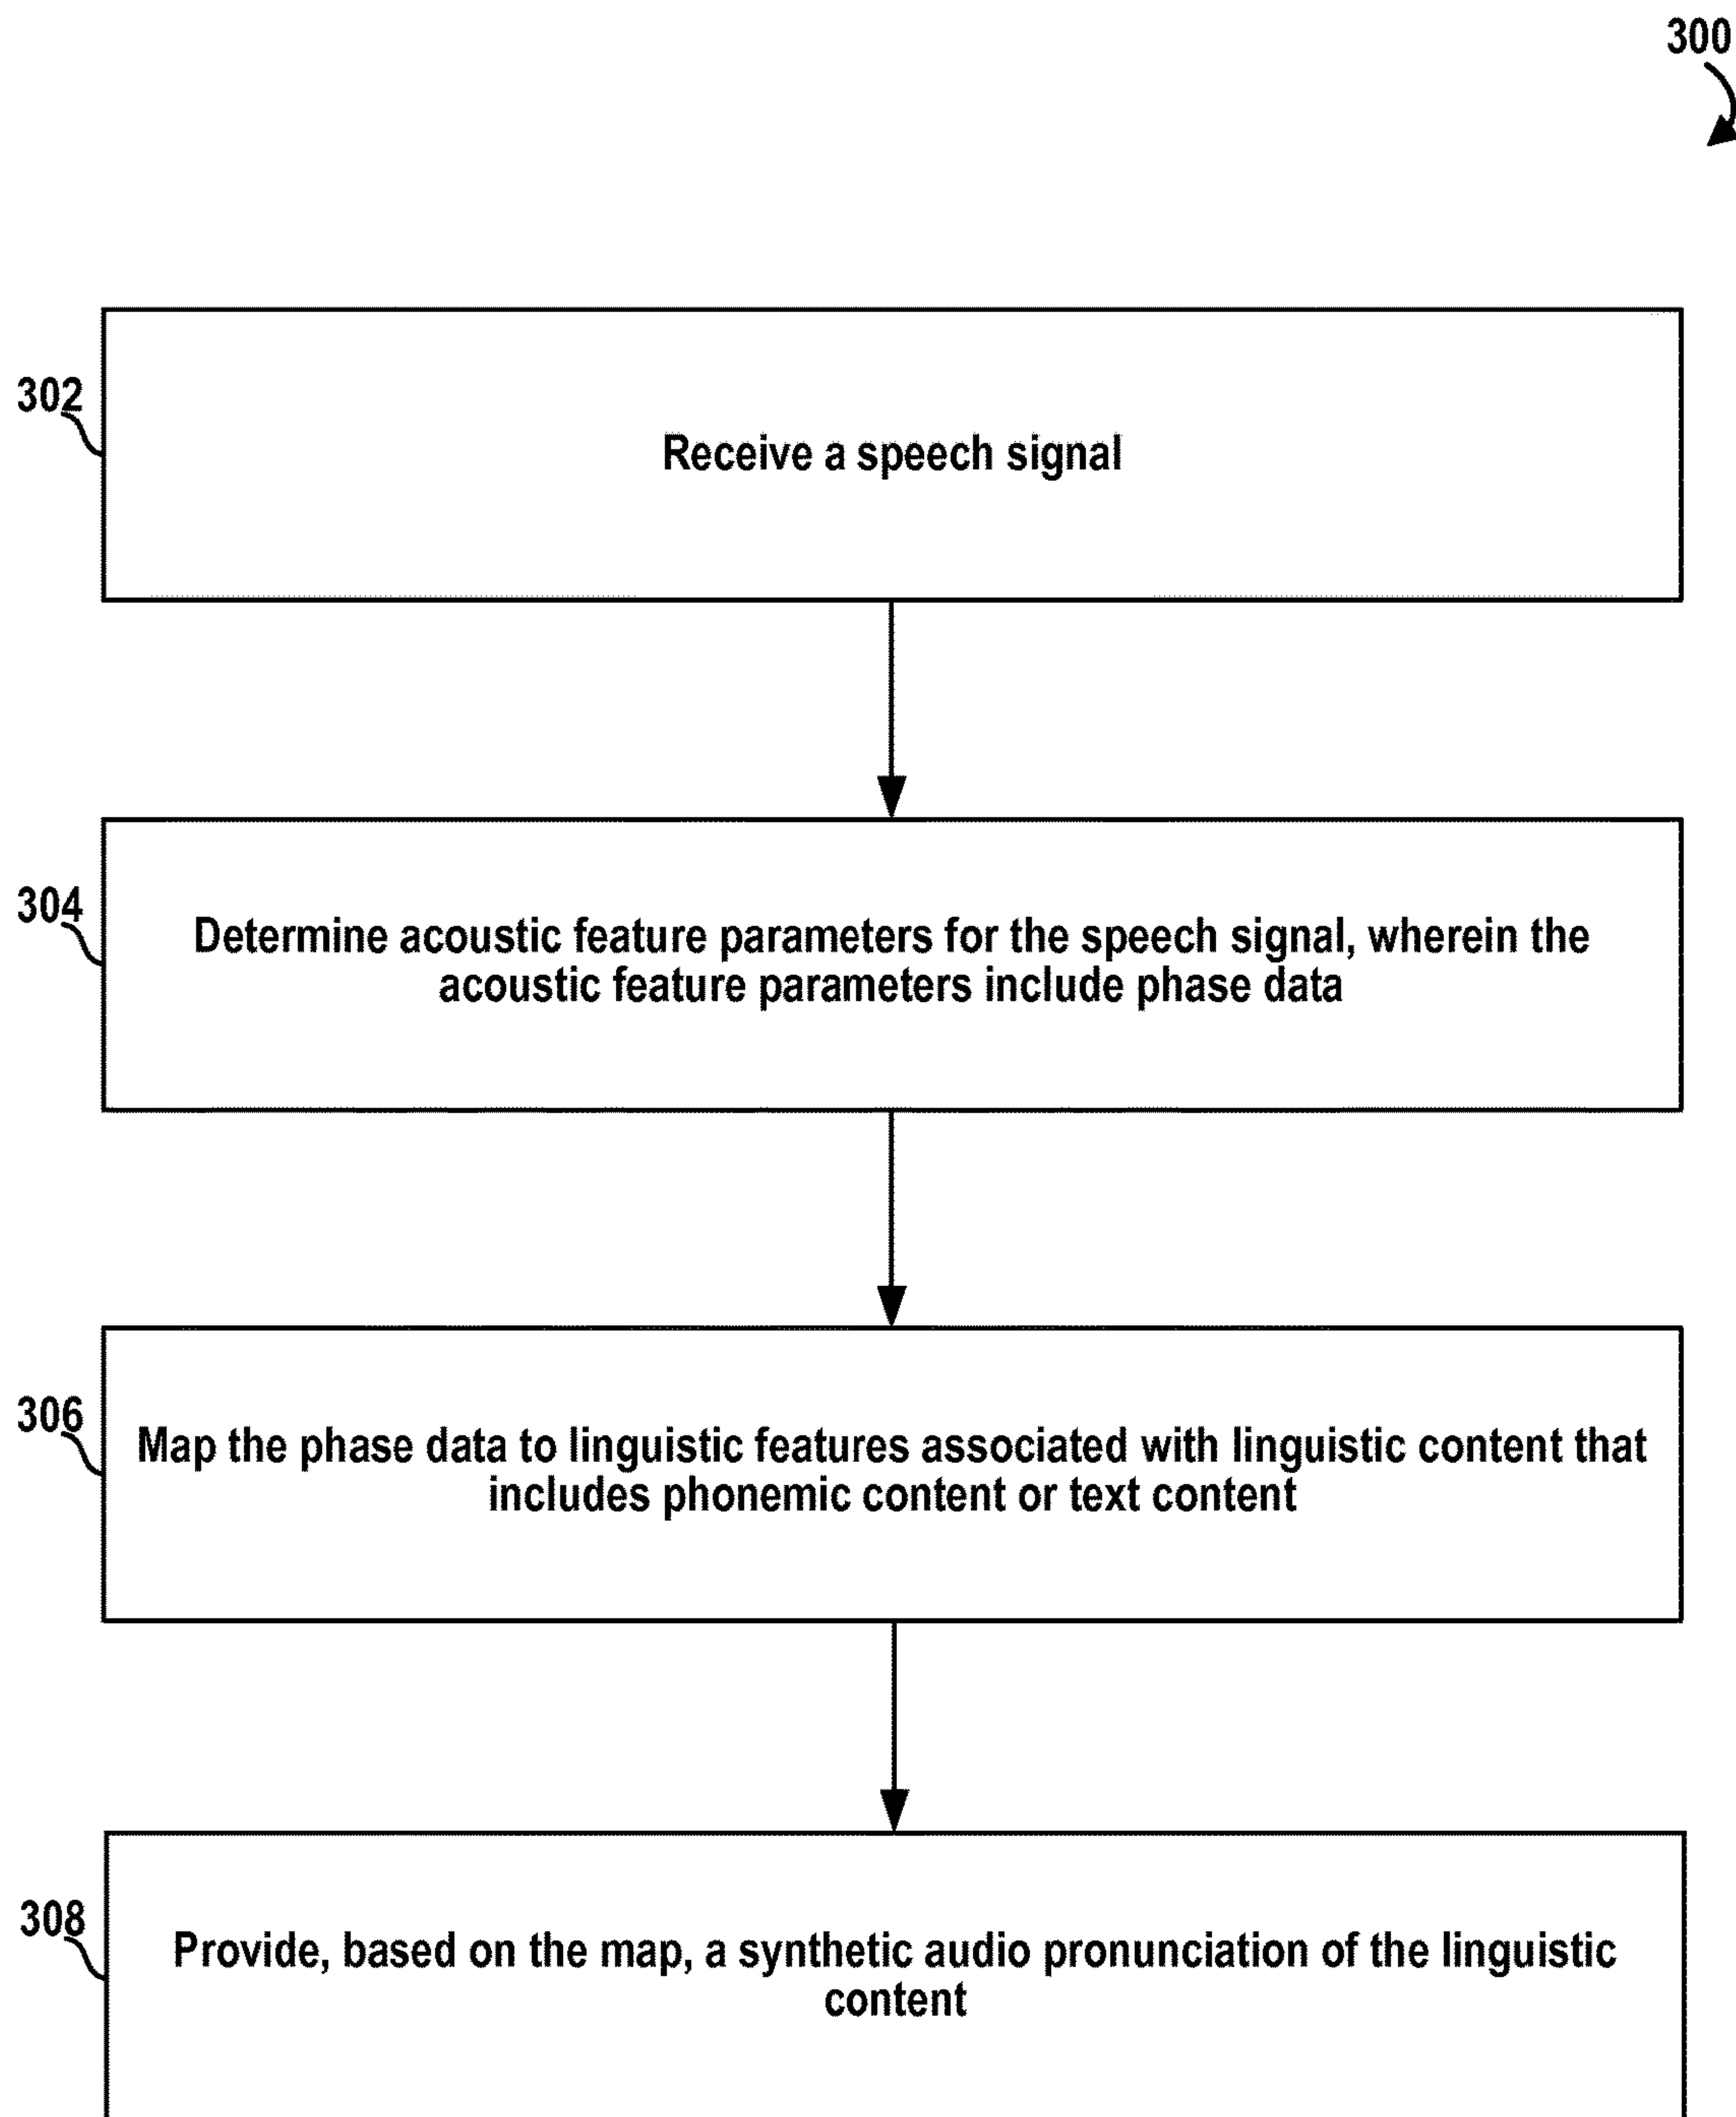 300
302
Receive a speech signal
304
Determine acoustic feature parameters for the speech signal, wherein the
acoustic feature parameters include phase data
306
Map the phase data to linguistic features associated with linguistic content that
includes phonemic content or text content
308
Provide, based on the map, a synthetic audio pronunciation of the linguistic
content